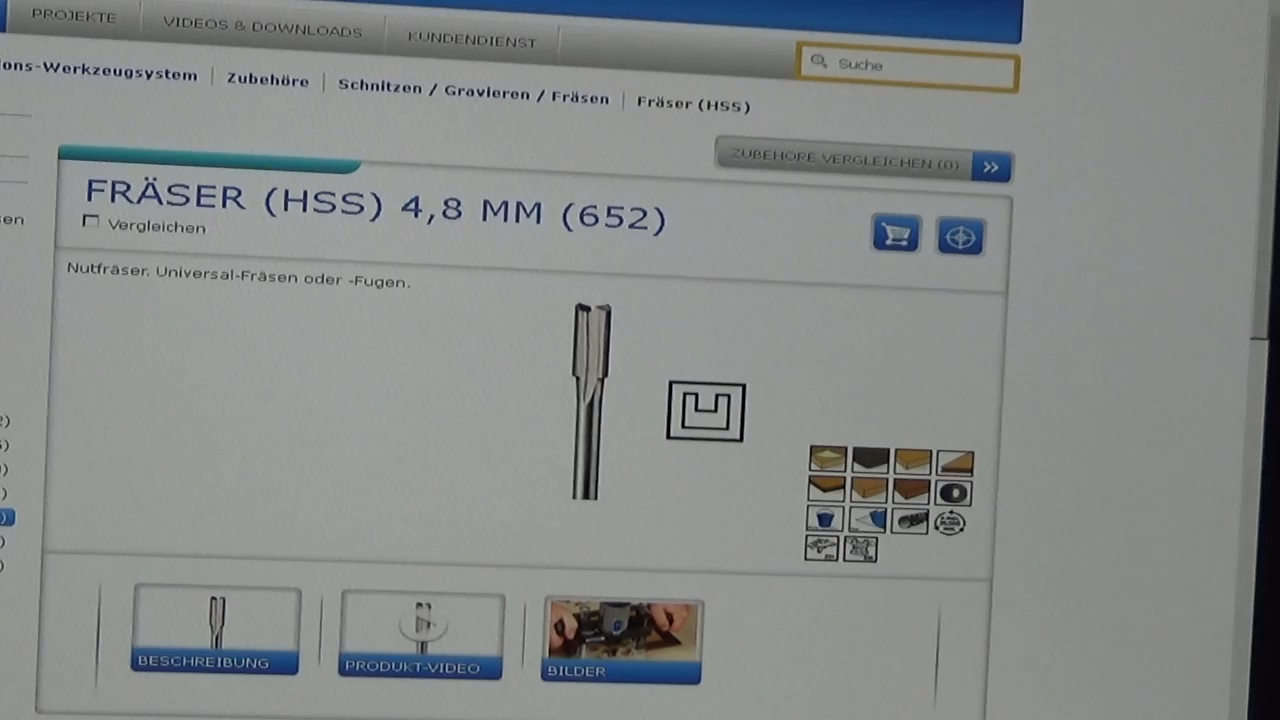 PROJEKTE
VIDEOS & DOWNLOADS
KUNDENDIENST
Suche
ons-Werkzeugsystem
Zubehöre
Schnitzen / Gravieren / Fräsen
Fräser (HSS)
ZUBEHÖRE VERGLEICHEN (0)
FRÄSER (HSS) 4,8 MM (652)
Vergleichen
en
Nutfräser. Universal-Fräsen oder -Fugen.
BESCHREIBUNG
PRODUKT-VIDEO
BILDER